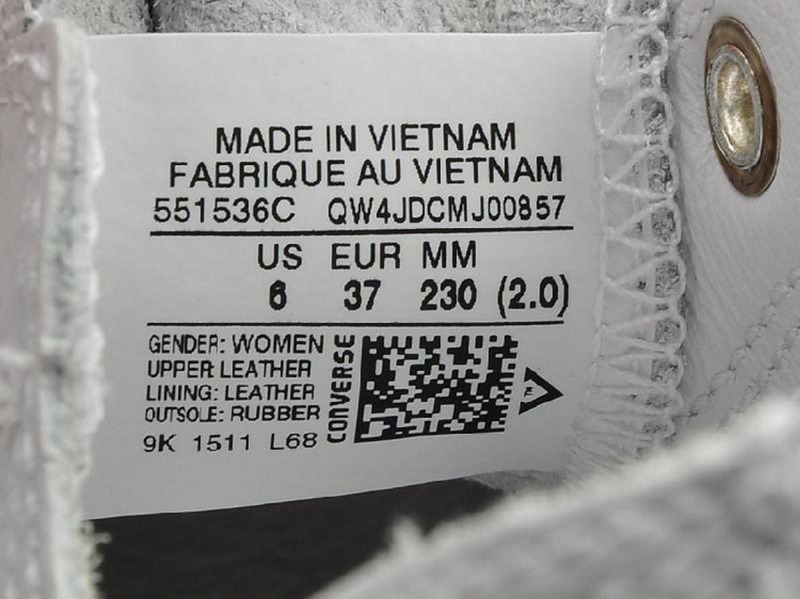 MADE IN VIETNAM
FABRIQUE AU VIETNAM
551536C QW4JDCMJ00857
US EUR MM
6 37 230 (2.0)
GENDER: WOMEN
UPPER: LEATHER
LINING: LEATHER
OUTSOLE: RUBBER
9K 1511 L68
CONVERSE